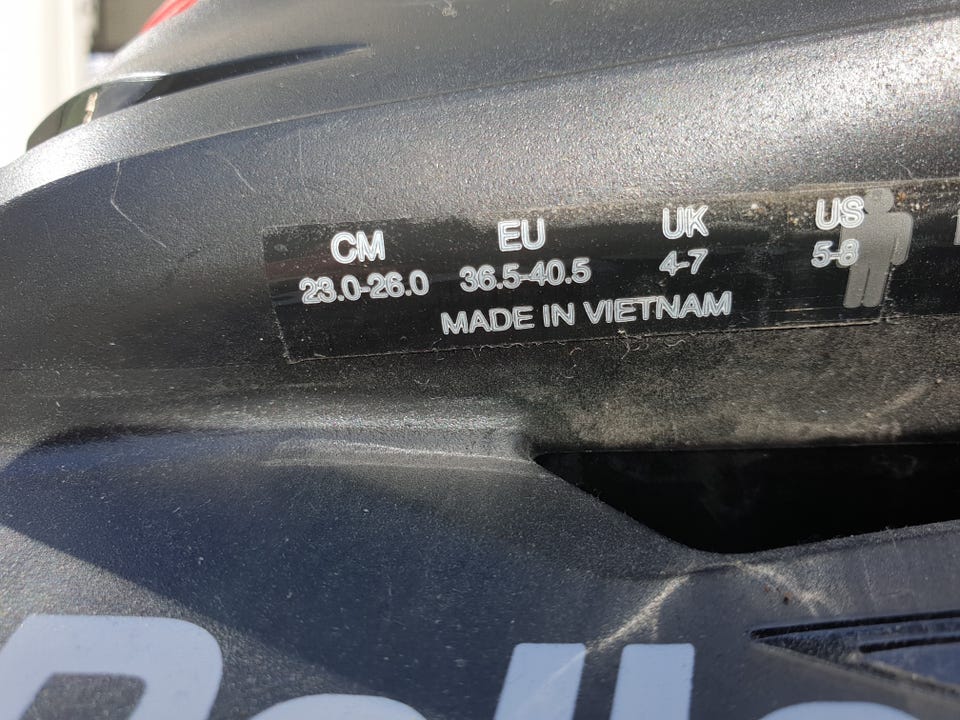 CM EU UK US
23.0-26.0 36.5-40.5 4-7 5-8
MADE IN VIETNAM